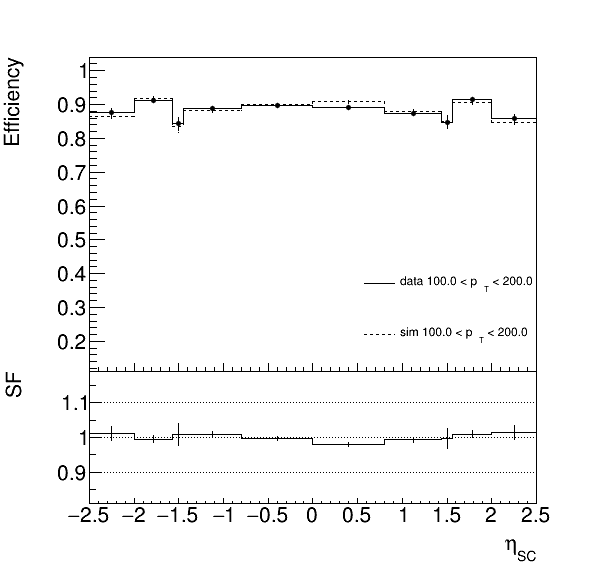 Efficiency
1
0.9
0.8
0.7
0.6
0.5
0.4
0.3
0.2
data 100.0 < p T < 200.0
sim 100.0 < p T < 200.0
SF
1.1
1
0.9
−2.5 −2 −1.5 −1 −0.5 0 0.5 1 1.5 2 2.5
ηSC